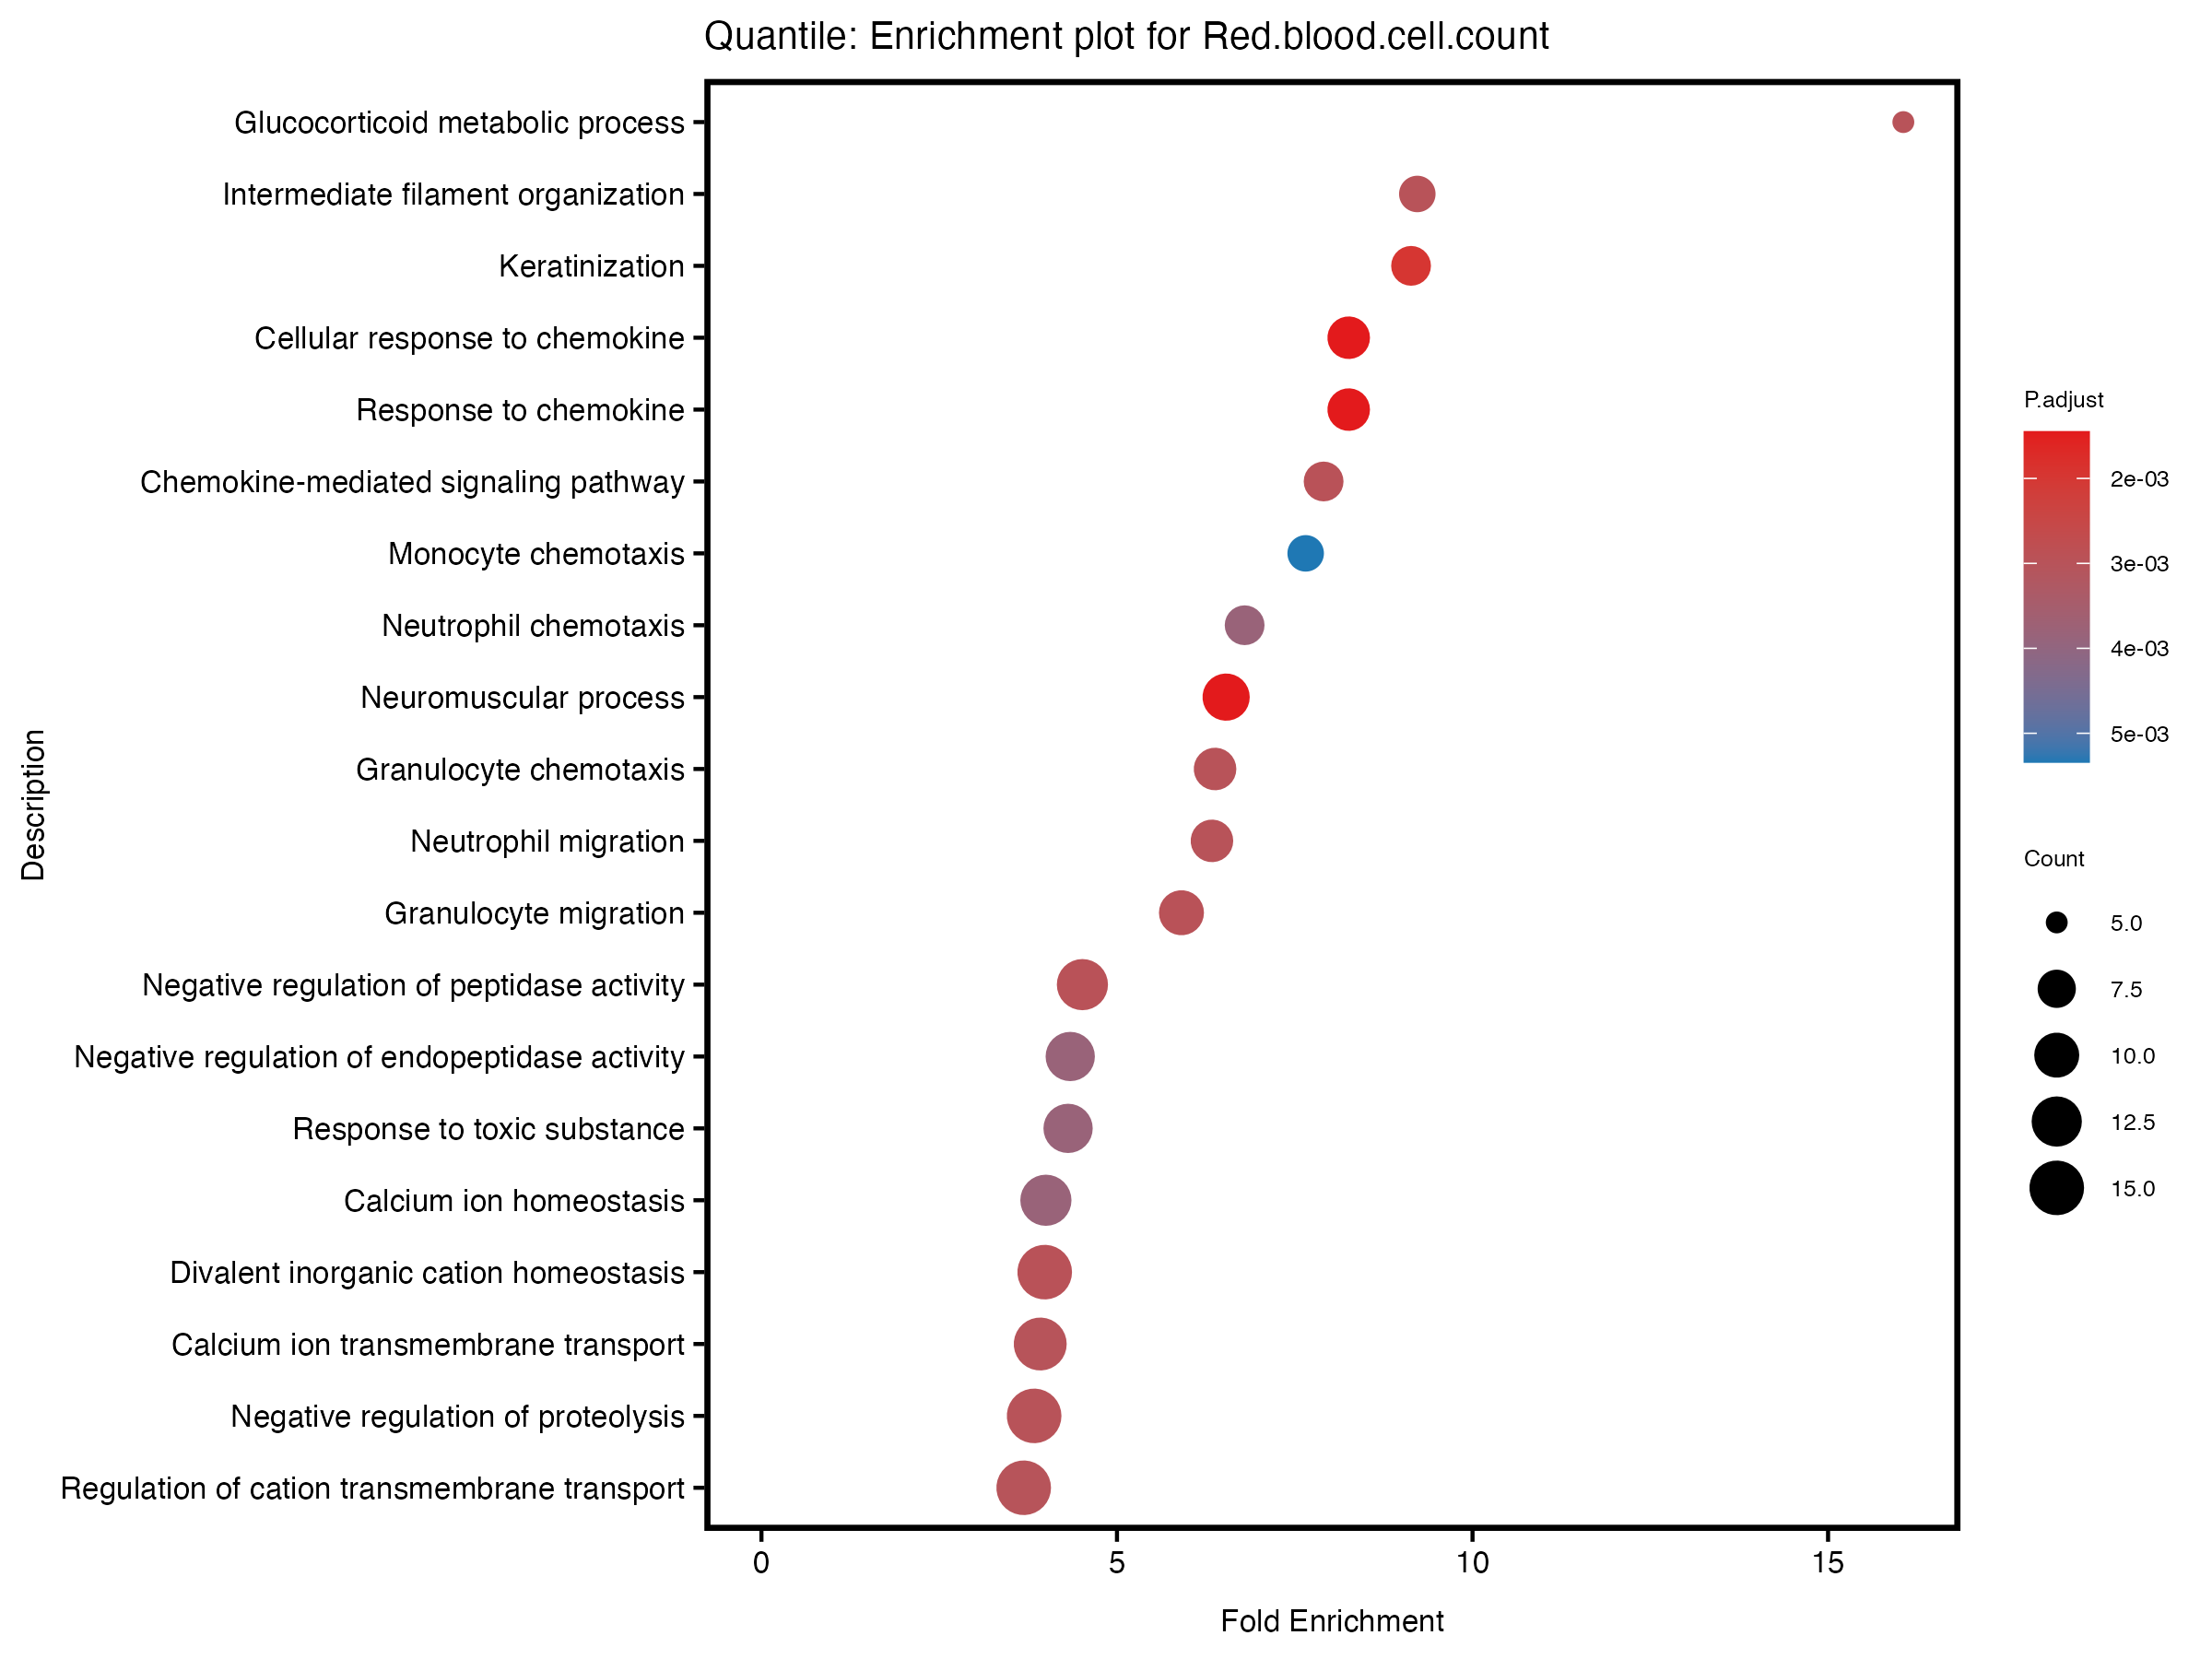 Quantile: Enrichment plot for Red.blood.cell.count
Glucocorticoid metabolic process
Intermediate filament organization
Keratinization
Cellular response to chemokine
Response to chemokine
Chemokine-mediated signaling pathway
Monocyte chemotaxis
Neutrophil chemotaxis
Neuromuscular process
Granulocyte chemotaxis
Neutrophil migration
Granulocyte migration
Negative regulation of peptidase activity
Negative regulation of endopeptidase activity
Response to toxic substance
Calcium ion homeostasis
Divalent inorganic cation homeostasis
Calcium ion transmembrane transport
Negative regulation of proteolysis
Regulation of cation transmembrane transport
Description
0 5 10 15
Fold Enrichment
P.adjust
2e-03
3e-03
4e-03
5e-03
Count
5.0
7.5
10.0
12.5
15.0